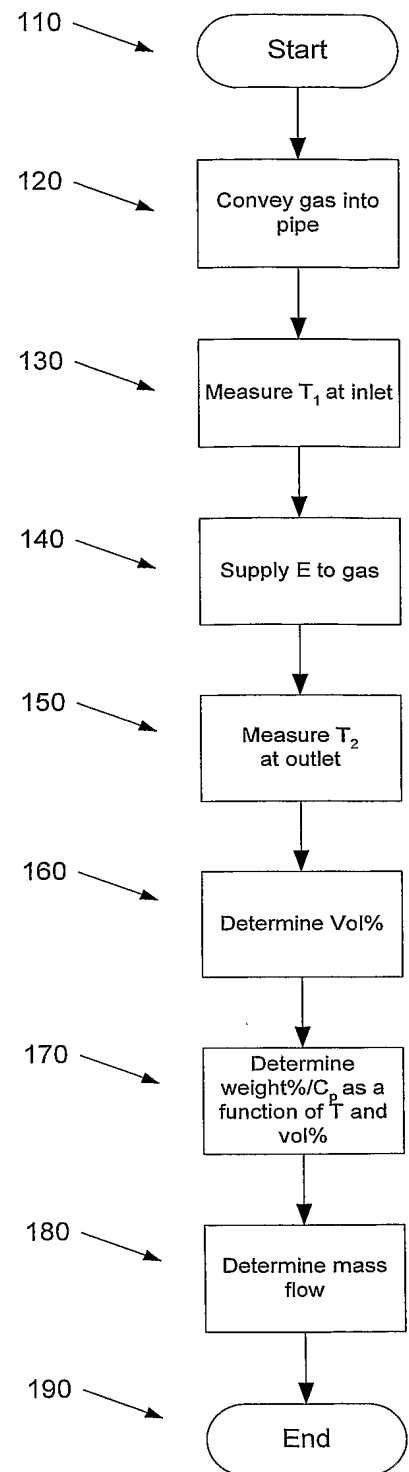 110
Start
120
Convey gas into
pipe
130
Measure T₁ at inlet
140
Supply E to gas
150
Measure T₂
at outlet
160
Determine Vol%
170
Determine
weight%/Cₚ as a
function of T and
vol%
180
Determine mass
flow
190
End